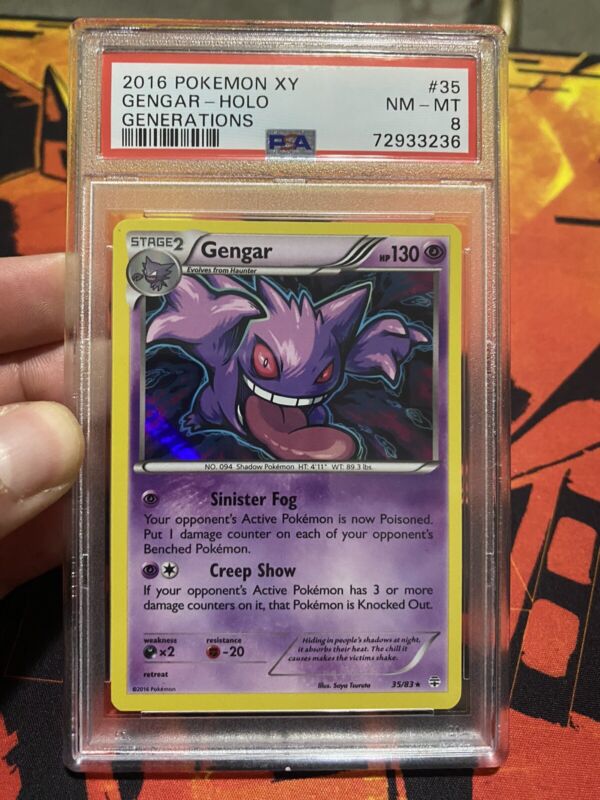 2016 POKEMON XY #35
GENGAR - HOLO NM - MT
GENERATIONS 8
PSA 72933236
STAGE2 Gengar HP130
Evolves from Haunter
NO. 094 Shadow Pokémon HT: 4'11" WT: 89.3 lbs.
Sinister Fog
Your opponent's Active Pokémon is now Poisoned.
Put 1 damage counter on each of your opponent's
Benched Pokémon.
Creep Show
If your opponent's Active Pokémon has 3 or more
damage counters on it, that Pokémon is Knocked Out.
weakness resistance
×2 -20
retreat
Hiding in people's shadows at night,
it absorbs their heat. The chill it
causes makes the victims shake.
Illus. Saya Tsuruta 35/83★
©2016 Pokémon